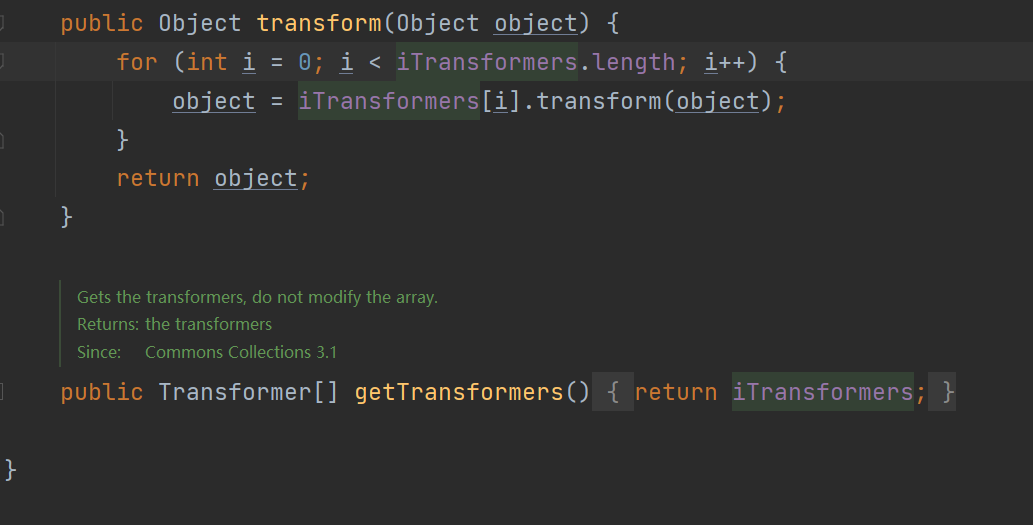 public Object transform(Object object) {
for (int i = 0; i < iTransformers.length; i++) {
object = iTransformers[i].transform(object);
}
return object;
}
Gets the transformers, do not modify the array.
Returns: the transformers
Since: Commons Collections 3.1
public Transformer[] getTransformers() { return iTransformers; }
}